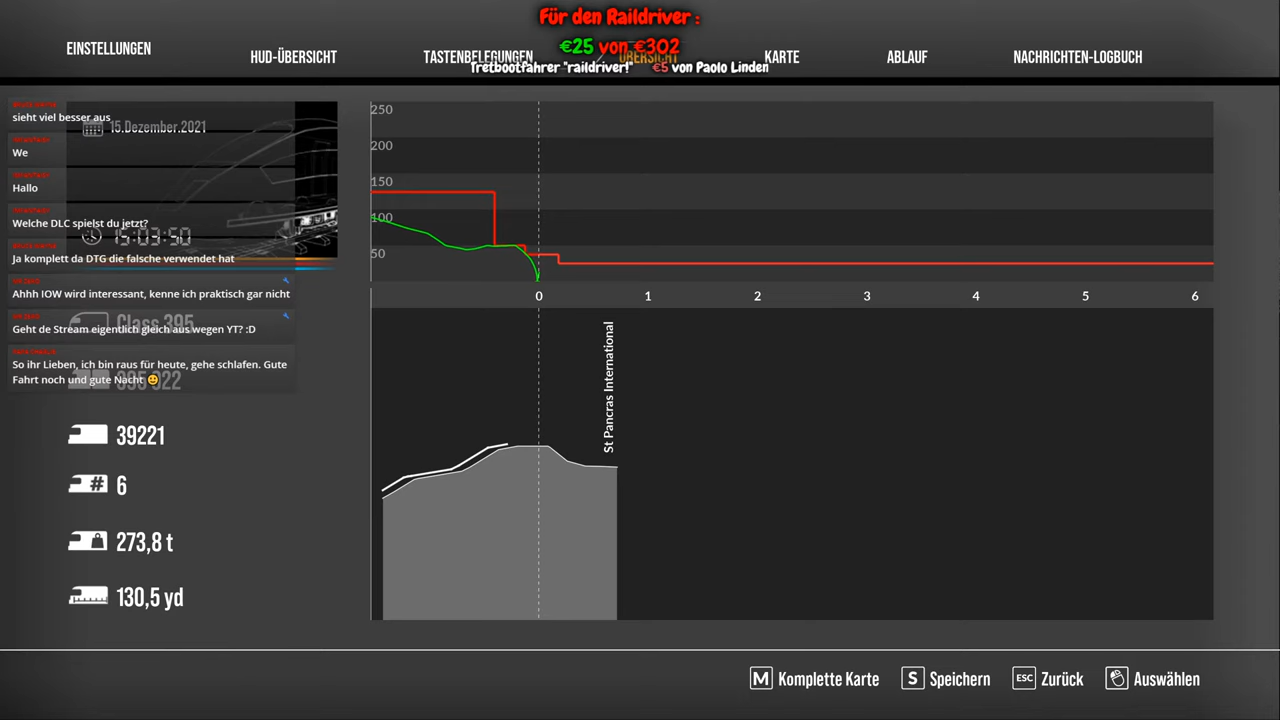 Für den Raildriver :
€25 von €302
Tretbootfahrer "raildriver!" €5 von Paolo Linden
EINSTELLUNGEN
HUD-ÜBERSICHT
TASTENBELEGUNGEN
ÜBERSICHT
KARTE
ABLAUF
NACHRICHTEN-LOGBUCH
sieht viel besser aus
15.Dezember.2021
We
Hallo
Welche DLC spielst du jetzt?
Ja komplett da DTG die falsche verwendet hat
Ahhh IOW wird interessant, kenne ich praktisch gar nicht
Class 395
Geht de Stream eigentlich gleich aus wegen YT? :D
So ihr Lieben, ich bin raus für heute, gehe schlafen. Gute
Fahrt noch und gute Nacht
39221
# 6
273,8 t
130,5 yd
250
200
150
100
50
0 1 2 3 4 5 6
St Pancras International
M Komplette Karte
S Speichern
ESC Zurück
Auswählen